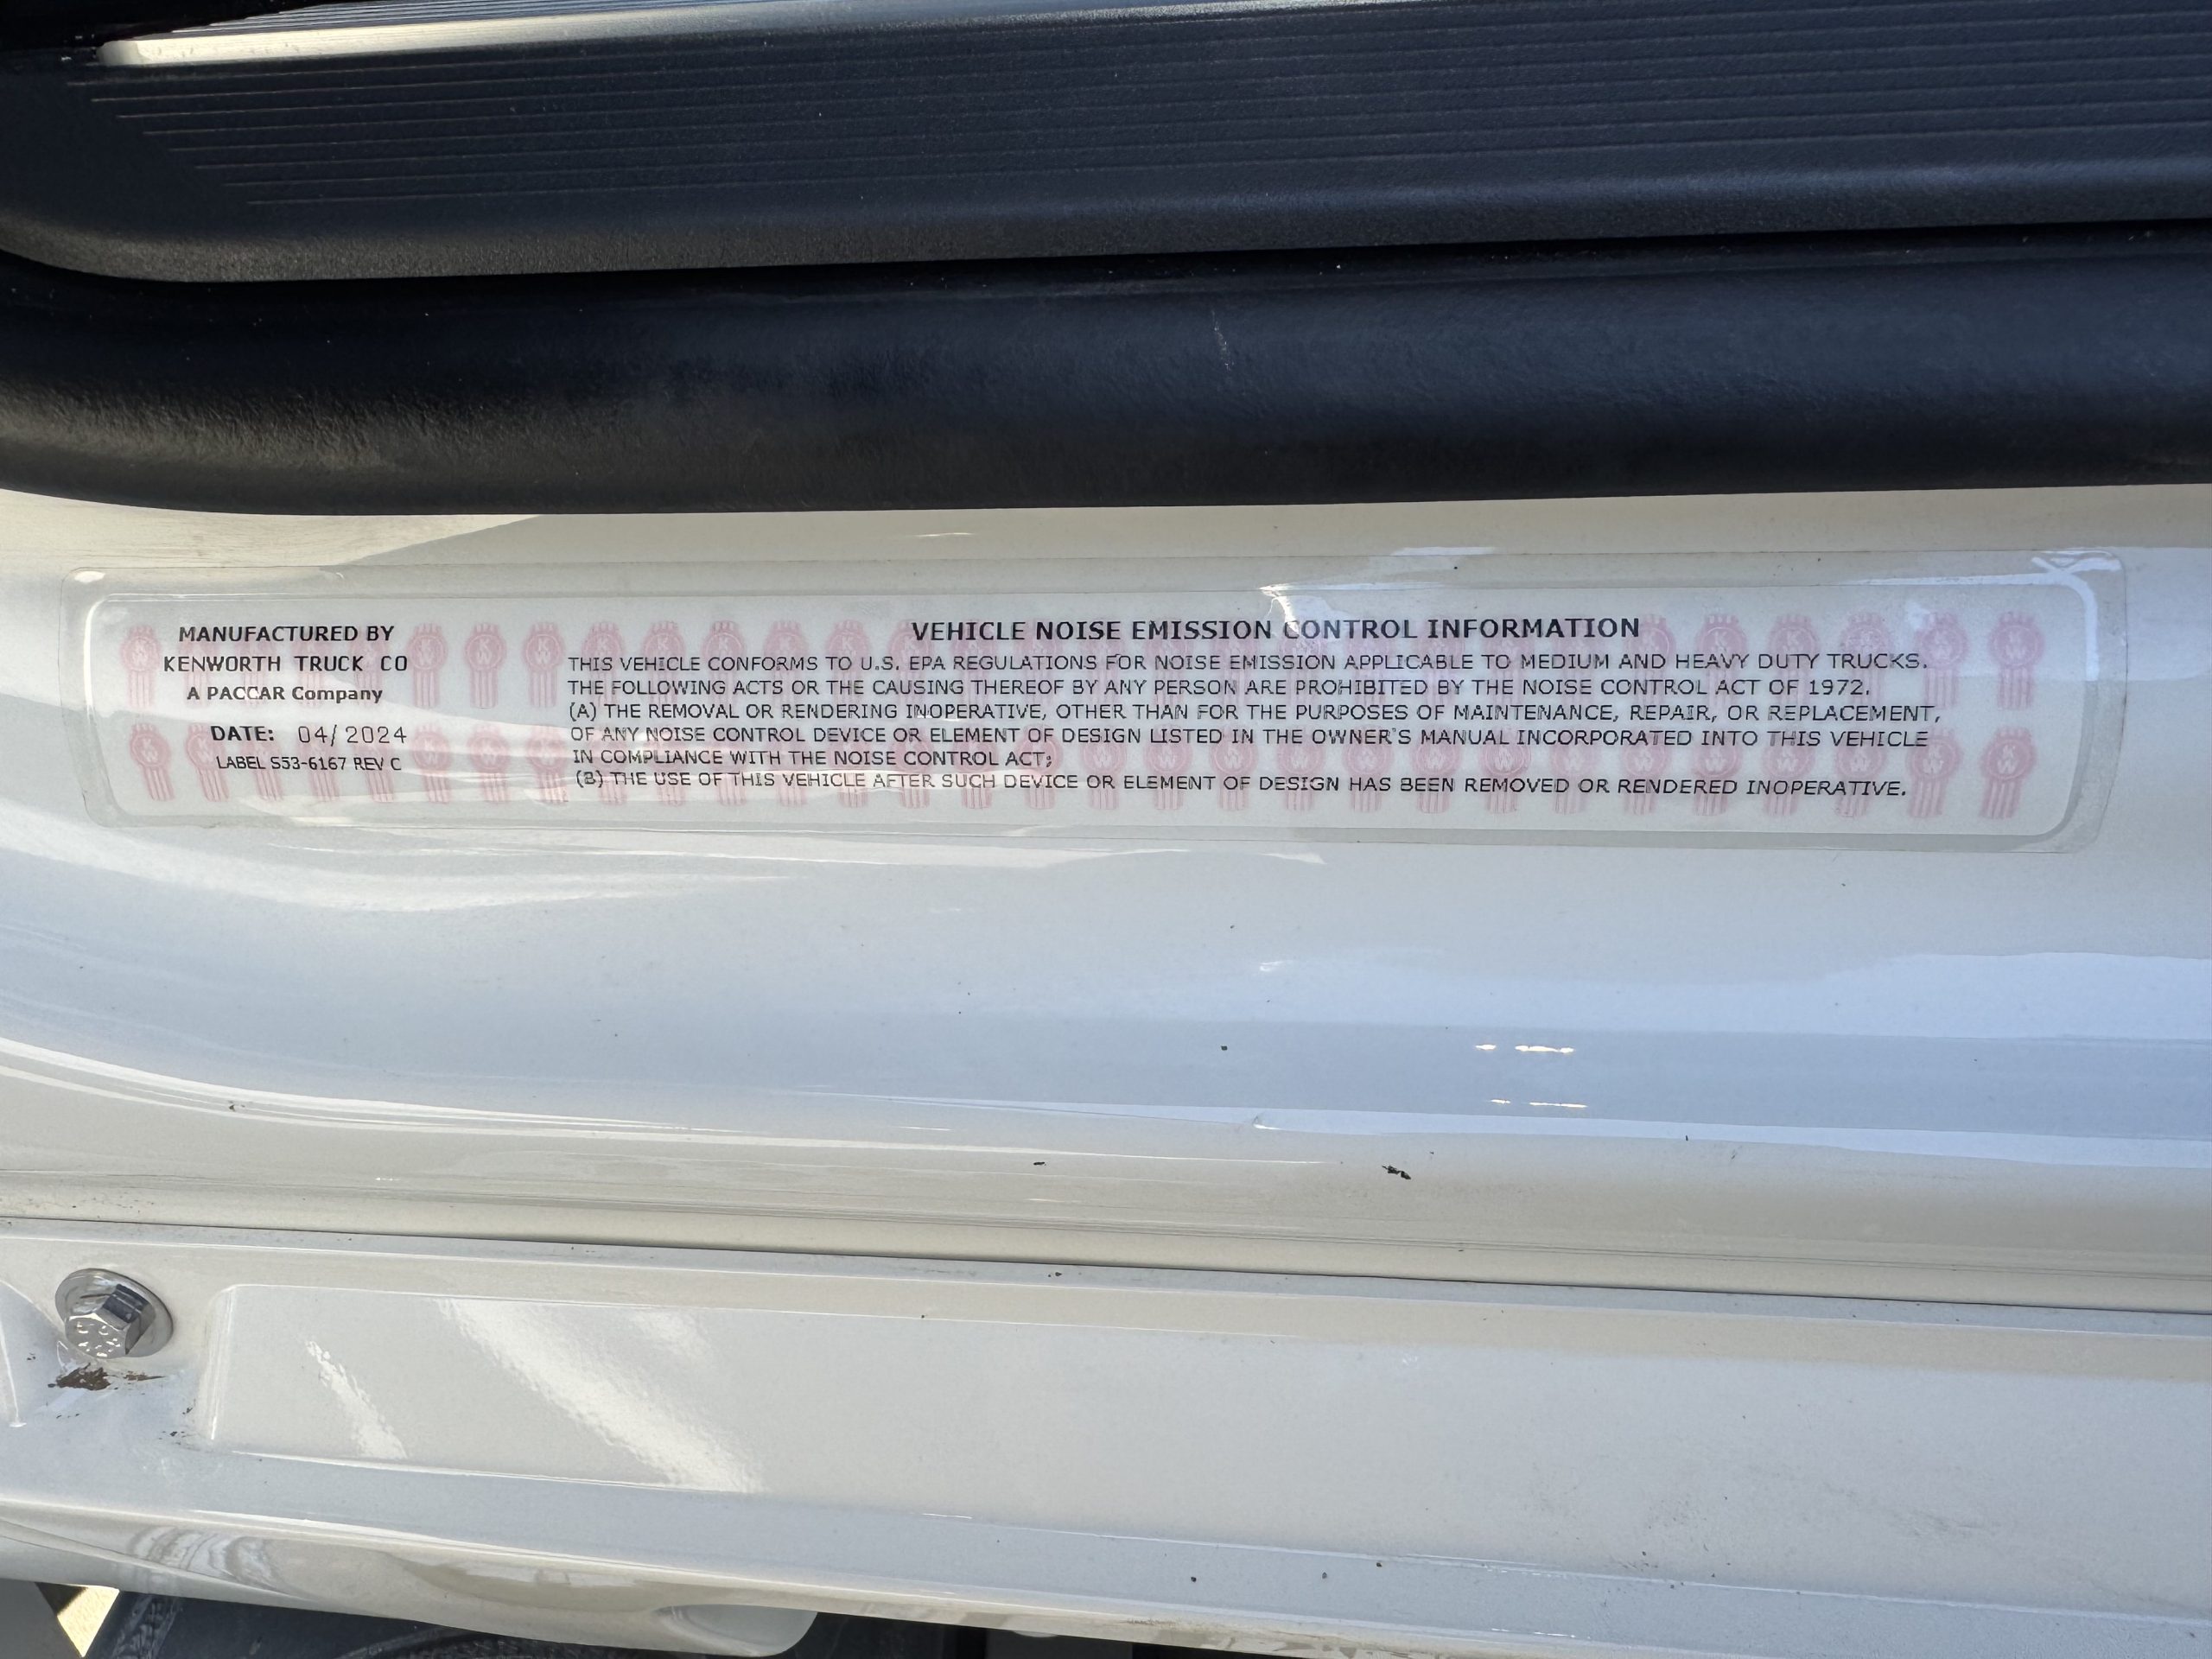 MANUFACTURED BY
KENWORTH TRUCK CO
A PACCAR Company
DATE: 04/2024
LABEL S53-6167 REV C
VEHICLE NOISE EMISSION CONTROL INFORMATION
THIS VEHICLE CONFORMS TO U.S. EPA REGULATIONS FOR NOISE EMISSION APPLICABLE TO MEDIUM AND HEAVY DUTY TRUCKS.
THE FOLLOWING ACTS OR THE CAUSING THEREOF BY ANY PERSON ARE PROHIBITED BY THE NOISE CONTROL ACT OF 1972.
(A) THE REMOVAL OR RENDERING INOPERATIVE, OTHER THAN FOR THE PURPOSES OF MAINTENANCE, REPAIR, OR REPLACEMENT,
OF ANY NOISE CONTROL DEVICE OR ELEMENT OF DESIGN LISTED IN THE OWNER'S MANUAL INCORPORATED INTO THIS VEHICLE
IN COMPLIANCE WITH THE NOISE CONTROL ACT;
(B) THE USE OF THIS VEHICLE AFTER SUCH DEVICE OR ELEMENT OF DESIGN HAS BEEN REMOVED OR RENDERED INOPERATIVE.